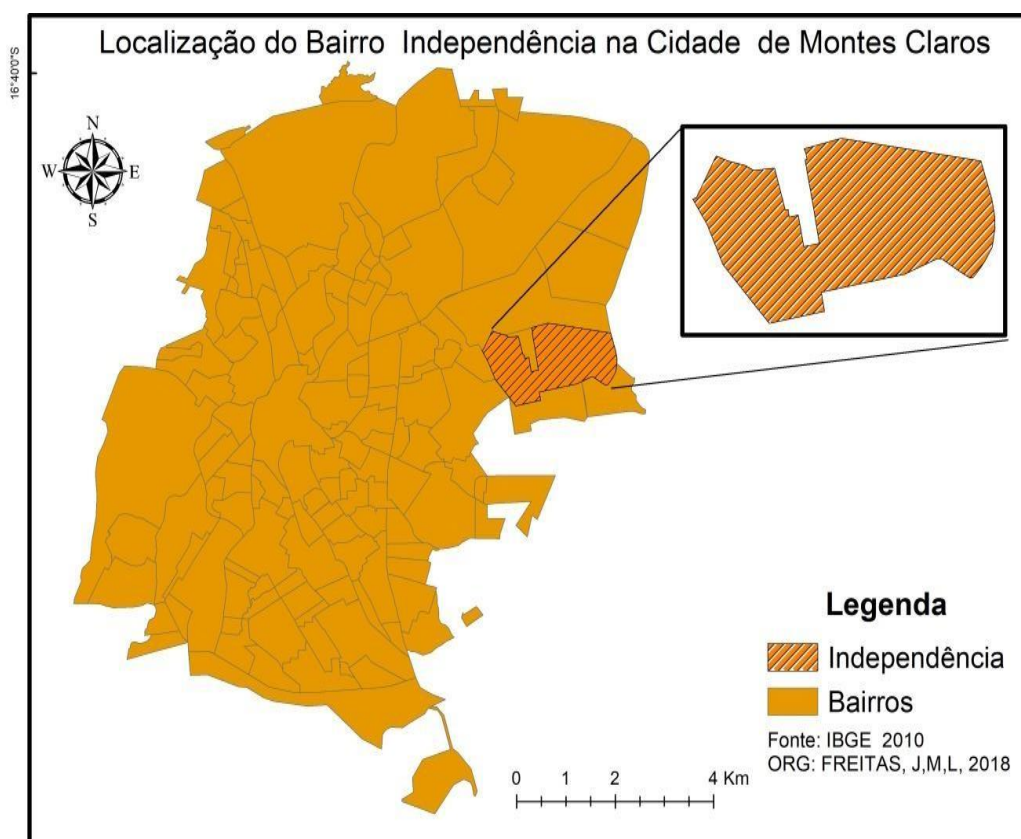 Localização do Bairro Independência na Cidade de Montes Claros
16°40'0"S
N
W E
S
Legenda
Independência
Bairros
Fonte: IBGE 2010
ORG: FREITAS, J,M,L, 2018
0 1 2 4 Km